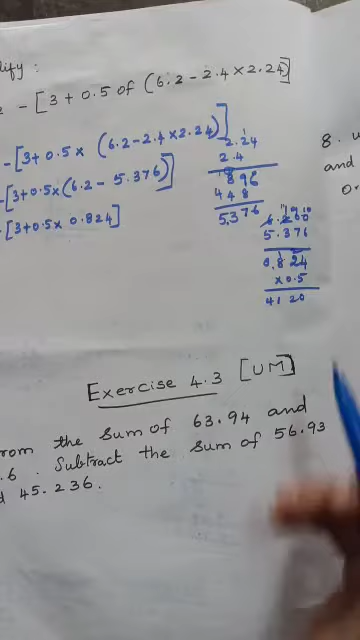 lify :
2 - [3 + 0.5 of (6.2 - 2.4 × 2.24)]
- [3 + 0.5 × (6.2 - 2.4 × 2.24)]
- [3+0.5×(6.2 - 5.376)]
- [3+0.5× 0.824]
2.24
2.4
896
448
5.376
5.376
0.824
×0.5
4120
8.
and
0.
Exercise 4.3 [UM]
rom the sum of 63.94 and
.6 . Subtract the sum of 56.93
d 45.236.